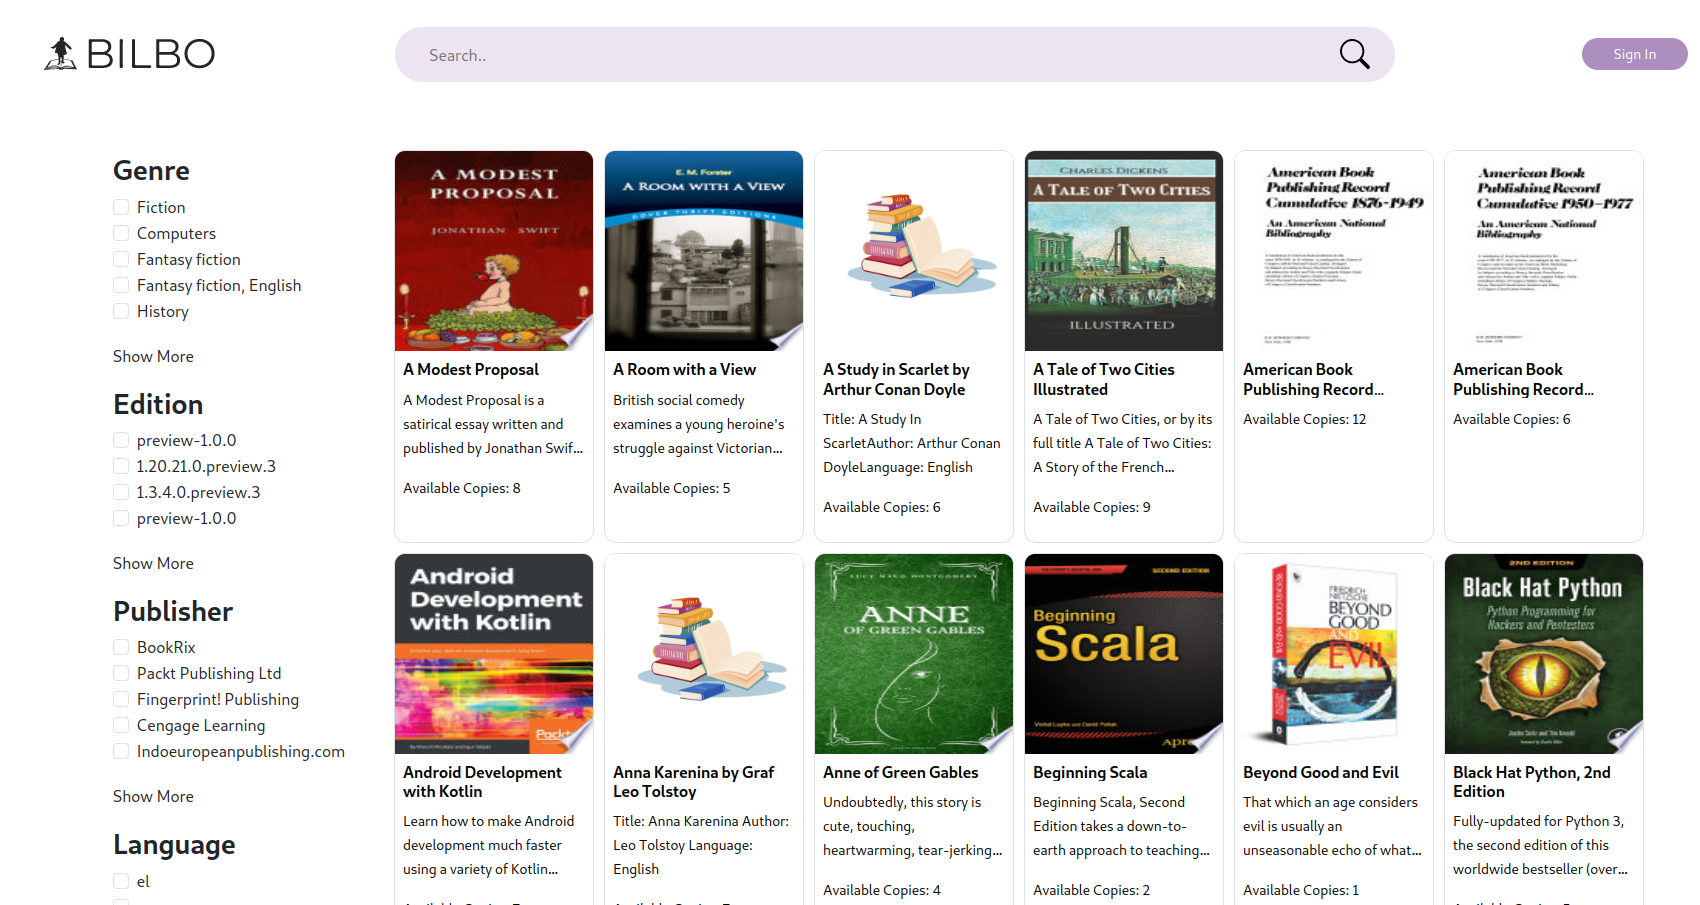 BILBO
Search..
Sign In
Genre
Fiction
Computers
Fantasy fiction
Fantasy fiction, English
History
Show More
Edition
preview-1.0.0
1.20.21.0.preview.3
1.3.4.0.preview.3
preview-1.0.0
Show More
Publisher
BookRix
Packt Publishing Ltd
Fingerprint! Publishing
Cengage Learning
Indoeuropeanpublishing.com
Show More
Language
el
A MODEST
PROPOSAL
JONATHAN SWIFT
A Modest Proposal
A Modest Proposal is a
satirical essay written and
published by Jonathan Swif...
Available Copies: 8
E. M. Forster
A ROOM WITH A VIEW
DOVER THRIFT EDITIONS
A Room with a View
British social comedy
examines a young heroine's
struggle against Victorian...
Available Copies: 5
A Study in Scarlet by
Arthur Conan Doyle
Title: A Study In
ScarletAuthor: Arthur Conan
DoyleLanguage: English
Available Copies: 6
CHARLES DICKENS
A TALE OF TWO CITIES
ILLUSTRATED
A Tale of Two Cities
Illustrated
A Tale of Two Cities, or by its
full title A Tale of Two Cities:
A Story of the French...
Available Copies: 9
American Book
Publishing Record
Cumulative 1876-1949
An American National
Bibliography
American Book
Publishing Record...
Available Copies: 12
American Book
Publishing Record
Cumulative 1950-1977
An American National
Bibliography
American Book
Publishing Record...
Available Copies: 6
Android
Development
with Kotlin
Packt
Android Development
with Kotlin
Learn how to make Android
development much faster
using a variety of Kotlin...
Anna Karenina by Graf
Leo Tolstoy
Title: Anna Karenina Author:
Leo Tolstoy Language:
English
LUCY MAUD MONTGOMERY
ANNE
OF GREEN GABLES
Anne of Green Gables
Undoubtedly, this story is
cute, touching,
heartwarming, tear-jerking...
Available Copies: 4
SECOND EDITION
Beginning
Scala
Vishal Layka and David Pollak
Beginning Scala
Beginning Scala, Second
Edition takes a down-to-
earth approach to teaching...
Available Copies: 2
FRIEDRICH
NIETZSCHE
BEYOND
GOOD
AND
EVIL
Beyond Good and Evil
That which an age considers
evil is usually an
unseasonable echo of what...
Available Copies: 1
2ND EDITION
Black Hat Python
Python Programming for
Hackers and Pentesters
Justin Seitz and Tim Arnold
Black Hat Python, 2nd
Edition
Fully-updated for Python 3,
the second edition of this
worldwide bestseller (over...